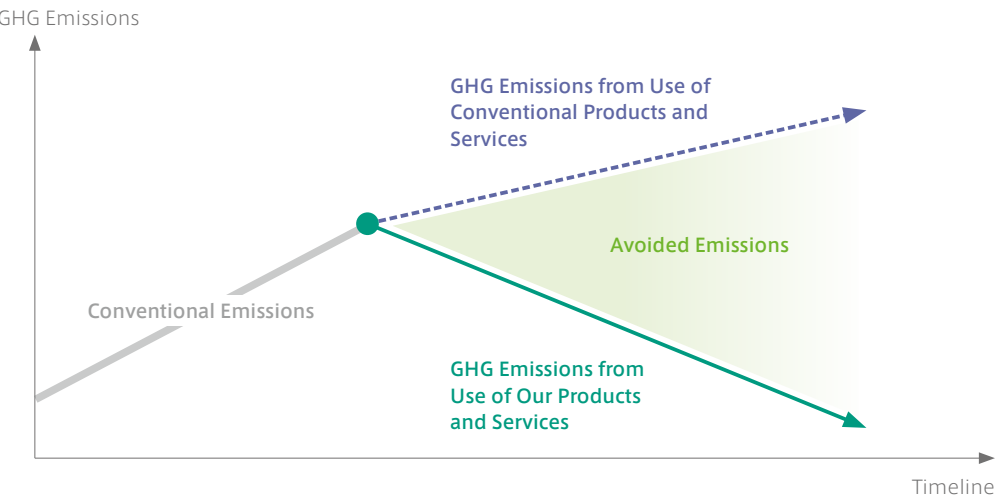 GHG Emissions
GHG Emissions from Use of
Conventional Products and
Services
Avoided Emissions
Conventional Emissions
GHG Emissions from
Use of Our Products
and Services
Timeline